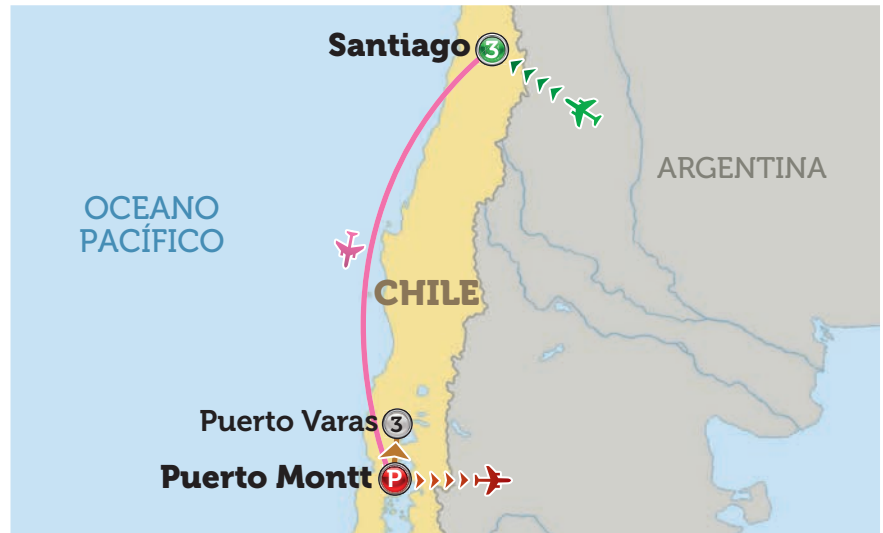 Santiago 3
ARGENTINA
OCEANO
PACÍFICO
CHILE
Puerto Varas 3
Puerto Montt P